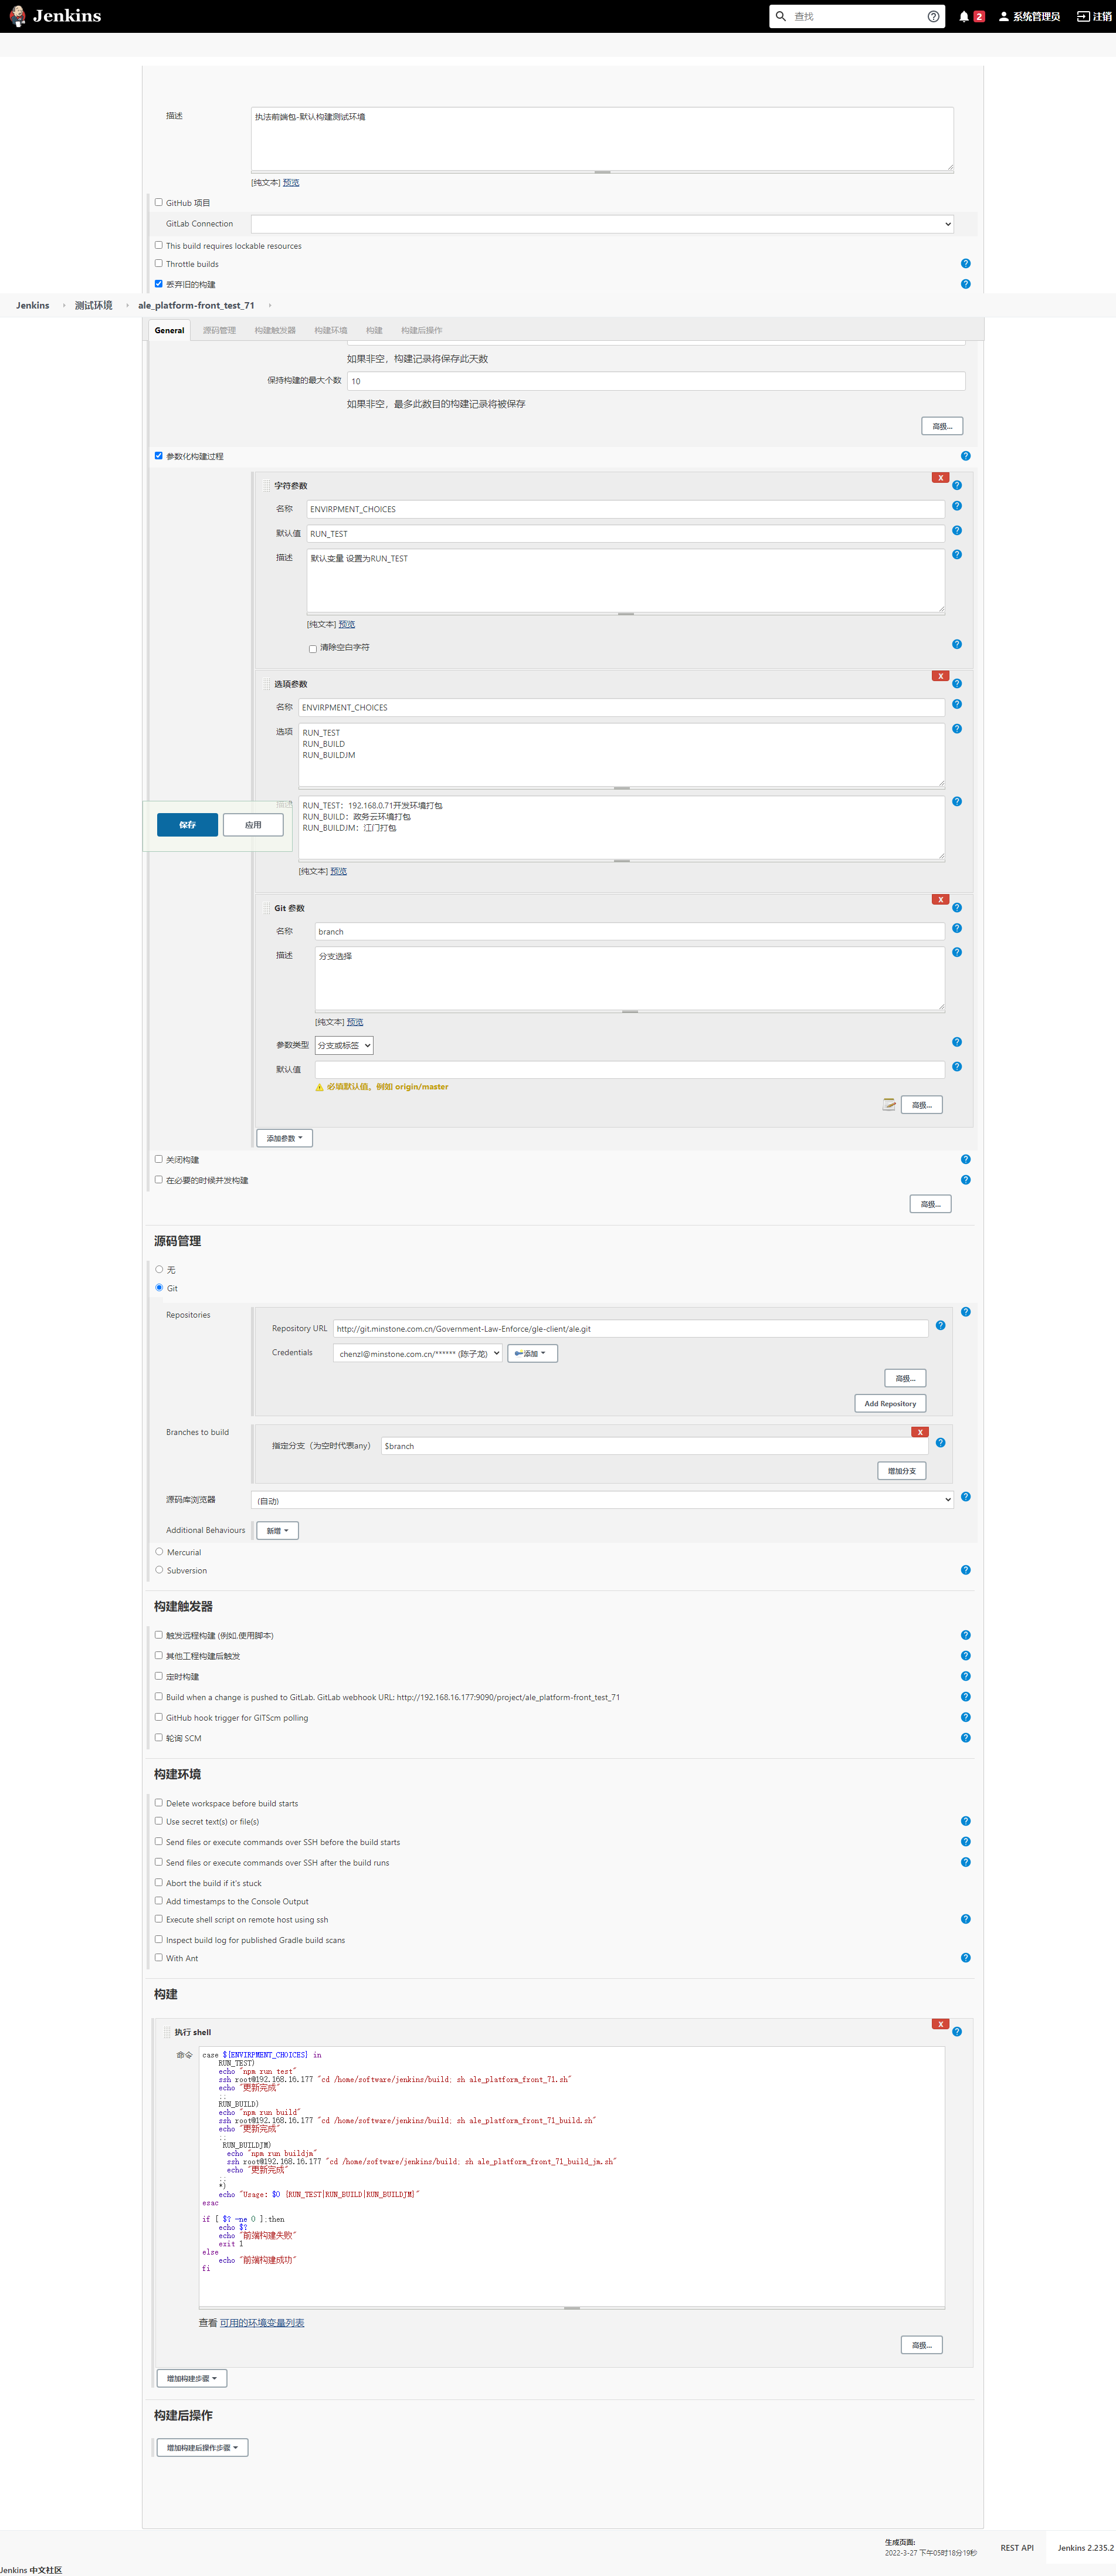 Jenkins
查找
2
系统管理员
注销
描述
执法前端包-默认构建测试环境
[纯文本] 预览
GitHub 项目
GitLab Connection
This build requires lockable resources
Throttle builds
丢弃旧的构建
Jenkins
测试环境
ale_platform-front_test_71
General
源码管理
构建触发器
构建环境
构建
构建后操作
如果非空，构建记录将保存此天数
保持构建的最大个数
10
如果非空，最多此数目的构建记录将被保存
高级...
参数化构建过程
X
字符参数
名称
ENVIRPMENT_CHOICES
默认值
RUN_TEST
描述
默认变量 设置为RUN_TEST
[纯文本] 预览
清除空白字符
X
选项参数
名称
ENVIRPMENT_CHOICES
选项
RUN_TEST
RUN_BUILD
RUN_BUILDJM
描述
RUN_TEST：192.168.0.71开发环境打包
RUN_BUILD：政务云环境打包
RUN_BUILDJM：江门打包
保存
应用
[纯文本] 预览
X
Git 参数
名称
branch
描述
分支选择
[纯文本] 预览
参数类型
分支或标签
默认值
必填默认值。例如 origin/master
高级...
添加参数
关闭构建
在必要的时候并发构建
高级...
源码管理
无
Git
Repositories
Repository URL
http://git.minstone.com.cn/Government-Law-Enforce/gle-client/ale.git
Credentials
chenzl@minstone.com.cn/****** (陈子龙)
添加
高级...
Add Repository
Branches to build
X
指定分支（为空时代表any）
$branch
增加分支
源码库浏览器
(自动)
Additional Behaviours
新增
Mercurial
Subversion
构建触发器
触发远程构建 (例如,使用脚本)
其他工程构建后触发
定时构建
Build when a change is pushed to GitLab. GitLab webhook URL: http://192.168.16.177:9090/project/ale_platform-front_test_71
GitHub hook trigger for GITScm polling
轮询 SCM
构建环境
Delete workspace before build starts
Use secret text(s) or file(s)
Send files or execute commands over SSH before the build starts
Send files or execute commands over SSH after the build runs
Abort the build if it's stuck
Add timestamps to the Console Output
Execute shell script on remote host using ssh
Inspect build log for published Gradle build scans
With Ant
构建
X
执行 shell
命令
case ${ENVIRPMENT_CHOICES} in
RUN_TEST)
echo "npm run test"
ssh root@192.168.16.177 "cd /home/software/jenkins/build; sh ale_platform_front_71.sh"
echo "更新完成"
;;
RUN_BUILD)
echo "npm run build"
ssh root@192.168.16.177 "cd /home/software/jenkins/build; sh ale_platform_front_71_build.sh"
echo "更新完成"
;;
RUN_BUILDJM)
echo "npm run buildjm"
ssh root@192.168.16.177 "cd /home/software/jenkins/build; sh ale_platform_front_71_build_jm.sh"
echo "更新完成"
;;
*)
echo "Usage: $0 {RUN_TEST|RUN_BUILD|RUN_BUILDJM}"
esac
if [ $? -ne 0 ];then
echo $?
echo "前端构建失败"
exit 1
else
echo "前端构建成功"
fi
查看 可用的环境变量列表
高级...
增加构建步骤
构建后操作
增加构建后操作步骤
生成页面:
2022-3-27 下午05时18分19秒
REST API
Jenkins 2.235.2
Jenkins 中文社区